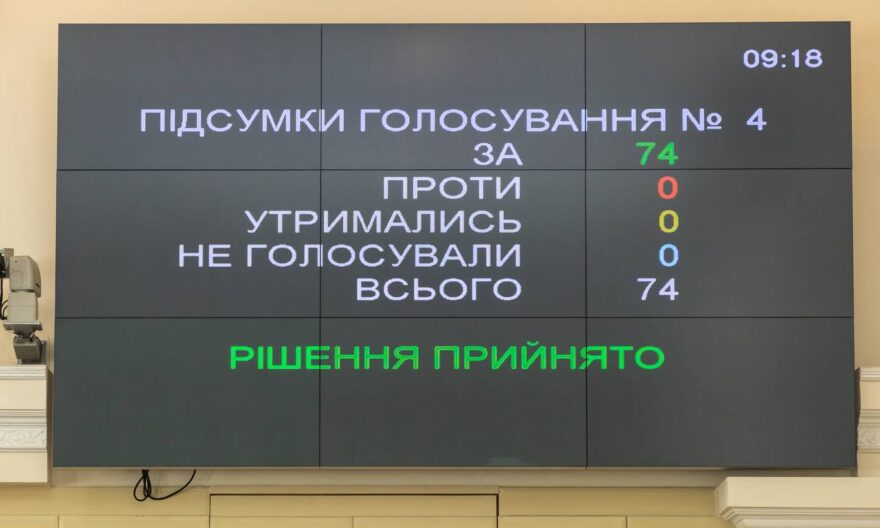 09:18
ПІДСУМКИ ГОЛОСУВАННЯ № 4
ЗА 74
ПРОТИ 0
УТРИМАЛИСЬ 0
НЕ ГОЛОСУВАЛИ 0
ВСЬОГО 74
РІШЕННЯ ПРИЙНЯТО